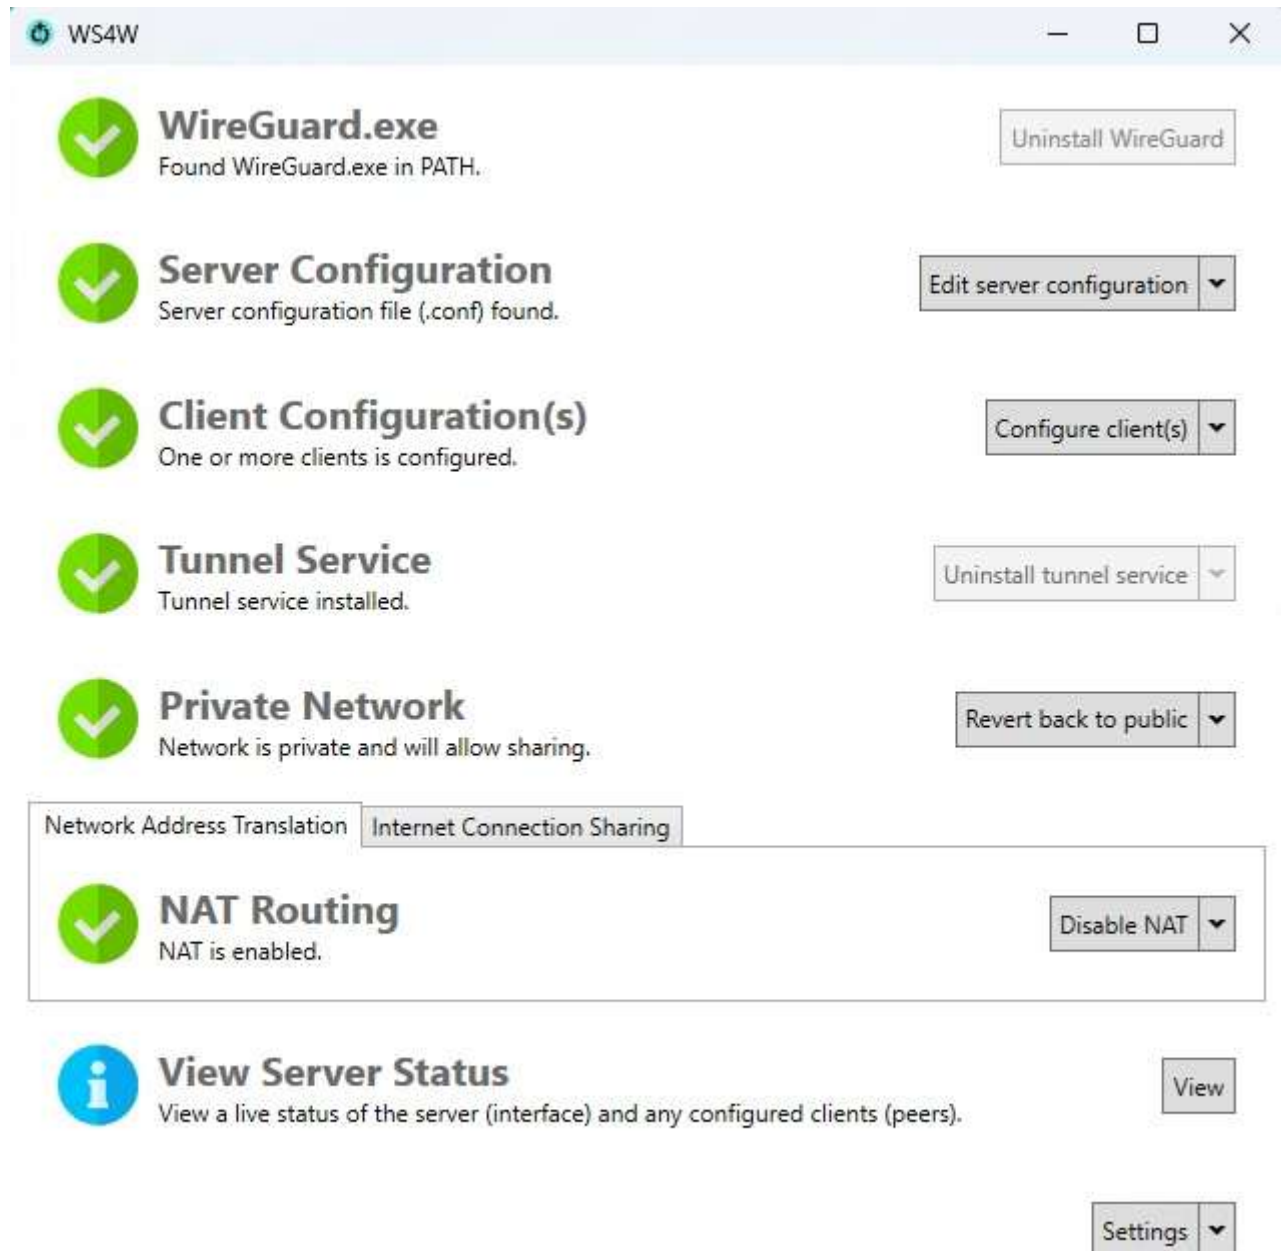 WS4W
WireGuard.exe
Found WireGuard.exe in PATH.
Uninstall WireGuard
Server Configuration
Server configuration file (.conf) found.
Edit server configuration
Client Configuration(s)
One or more clients is configured.
Configure client(s)
Tunnel Service
Tunnel service installed.
Uninstall tunnel service
Private Network
Network is private and will allow sharing.
Revert back to public
Network Address Translation
Internet Connection Sharing
NAT Routing
NAT is enabled.
Disable NAT
View Server Status
View a live status of the server (interface) and any configured clients (peers).
View
Settings